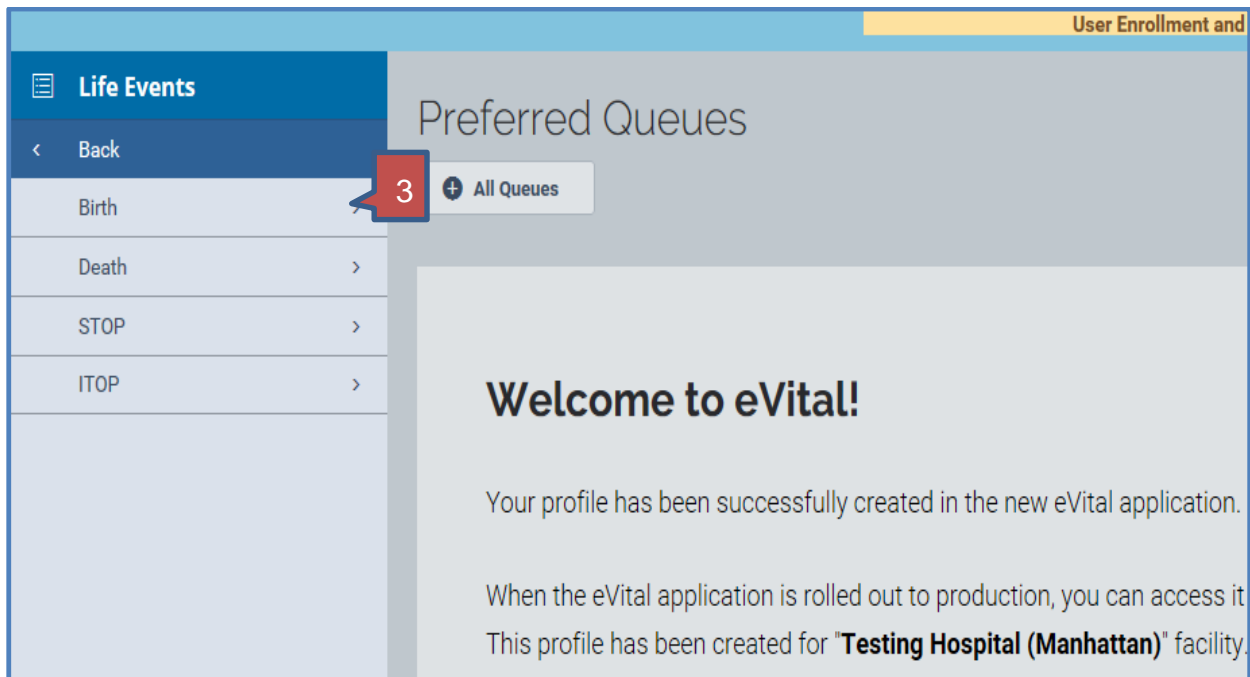 User Enrollment and
Life Events
Back
Birth
Death
STOP
ITOP
3
Preferred Queues
All Queues
Welcome to eVital!
Your profile has been successfully created in the new eVital application.
When the eVital application is rolled out to production, you can access it
This profile has been created for "Testing Hospital (Manhattan)" facility.